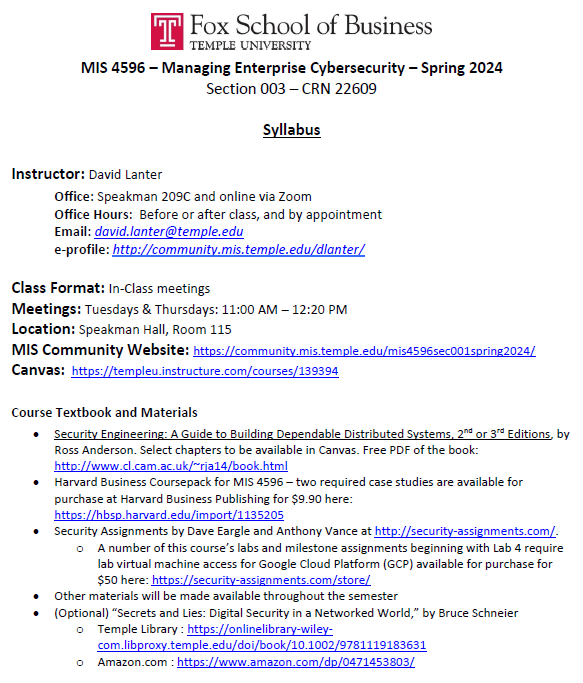 Fox School of Business
TEMPLE UNIVERSITY
MIS 4596 – Managing Enterprise Cybersecurity – Spring 2024
Section 003 – CRN 22609
Syllabus
Instructor: David Lanter
Office: Speakman 209C and online via Zoom
Office Hours: Before or after class, and by appointment
Email: david.lanter@temple.edu
e-profile: http://community.mis.temple.edu/dlanter/
Class Format: In-Class meetings
Meetings: Tuesdays & Thursdays: 11:00 AM – 12:20 PM
Location: Speakman Hall, Room 115
MIS Community Website: https://community.mis.temple.edu/mis4596sec001spring2024/
Canvas: https://templeu.instructure.com/courses/139394
Course Textbook and Materials
• Security Engineering: A Guide to Building Dependable Distributed Systems, 2nd or 3rd Editions, by
Ross Anderson. Select chapters to be available in Canvas. Free PDF of the book:
http://www.cl.cam.ac.uk/~rja14/book.html
• Harvard Business Coursepack for MIS 4596 – two required case studies are available for
purchase at Harvard Business Publishing for $9.90 here:
https://hbsp.harvard.edu/import/1135205
• Security Assignments by Dave Eargle and Anthony Vance at http://security-assignments.com/.
o A number of this course's labs and milestone assignments beginning with Lab 4 require
lab virtual machine access for Google Cloud Platform (GCP) available for purchase for
$50 here: https://security-assignments.com/store/
• Other materials will be made available throughout the semester
• (Optional) "Secrets and Lies: Digital Security in a Networked World," by Bruce Schneier
o Temple Library : https://onlinelibrary-wiley-
com.libproxy.temple.edu/doi/book/10.1002/9781119183631
o Amazon.com : https://www.amazon.com/dp/0471453803/